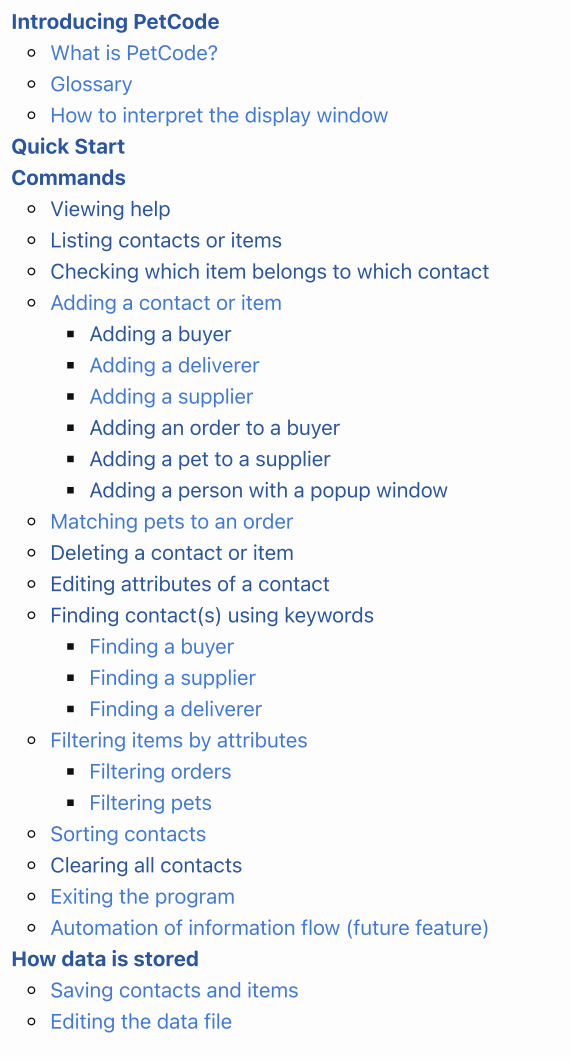 Introducing PetCode
What is PetCode?
Glossary
How to interpret the display window
Quick Start
Commands
Viewing help
Listing contacts or items
Checking which item belongs to which contact
Adding a contact or item
Adding a buyer
Adding a deliverer
Adding a supplier
Adding an order to a buyer
Adding a pet to a supplier
Adding a person with a popup window
Matching pets to an order
Deleting a contact or item
Editing attributes of a contact
Finding contact(s) using keywords
Finding a buyer
Finding a supplier
Finding a deliverer
Filtering items by attributes
Filtering orders
Filtering pets
Sorting contacts
Clearing all contacts
Exiting the program
Automation of information flow (future feature)
How data is stored
Saving contacts and items
Editing the data file